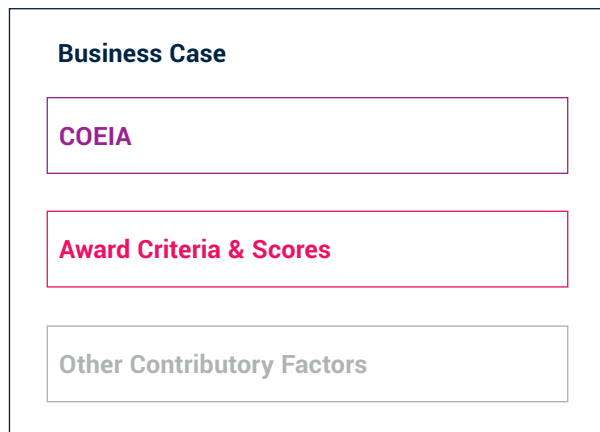 Business Case
COEIA
Award Criteria & Scores
Other Contributory Factors